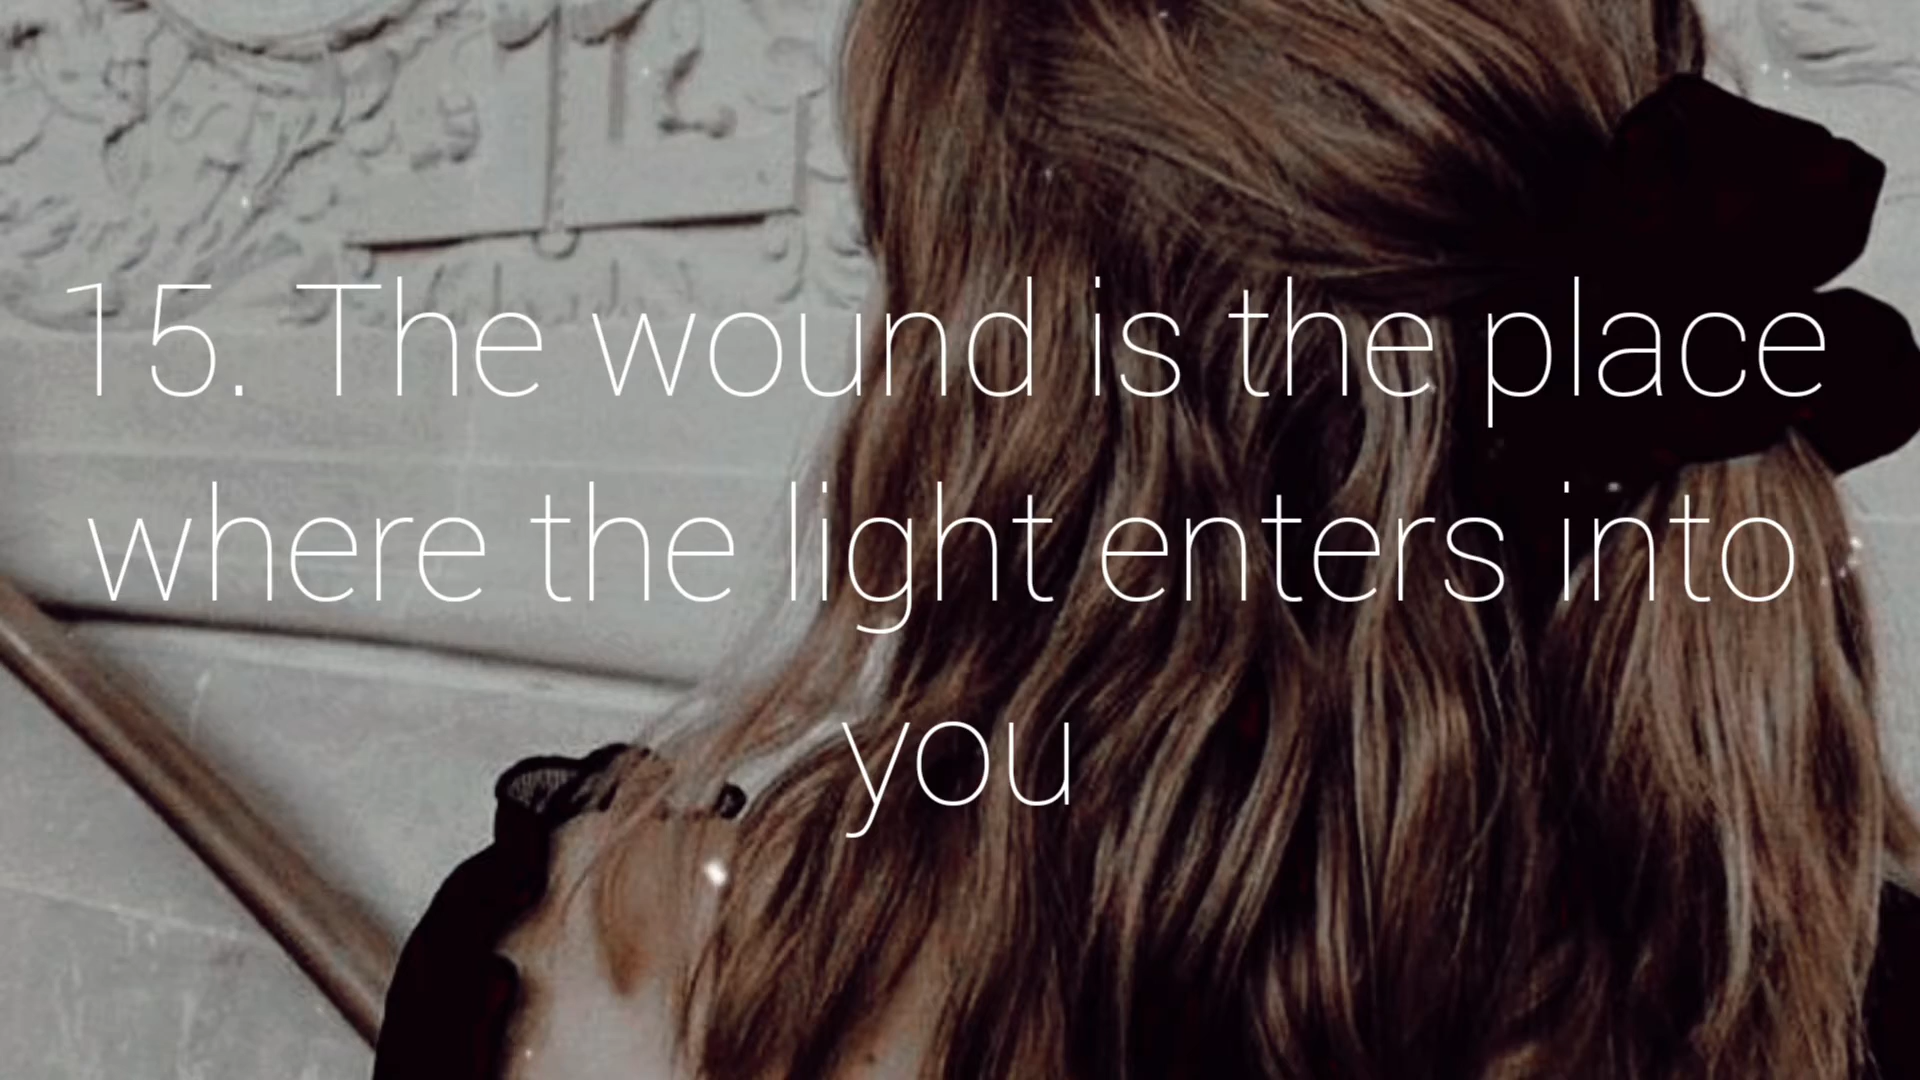 15. The wound is the place
where the light enters into
you